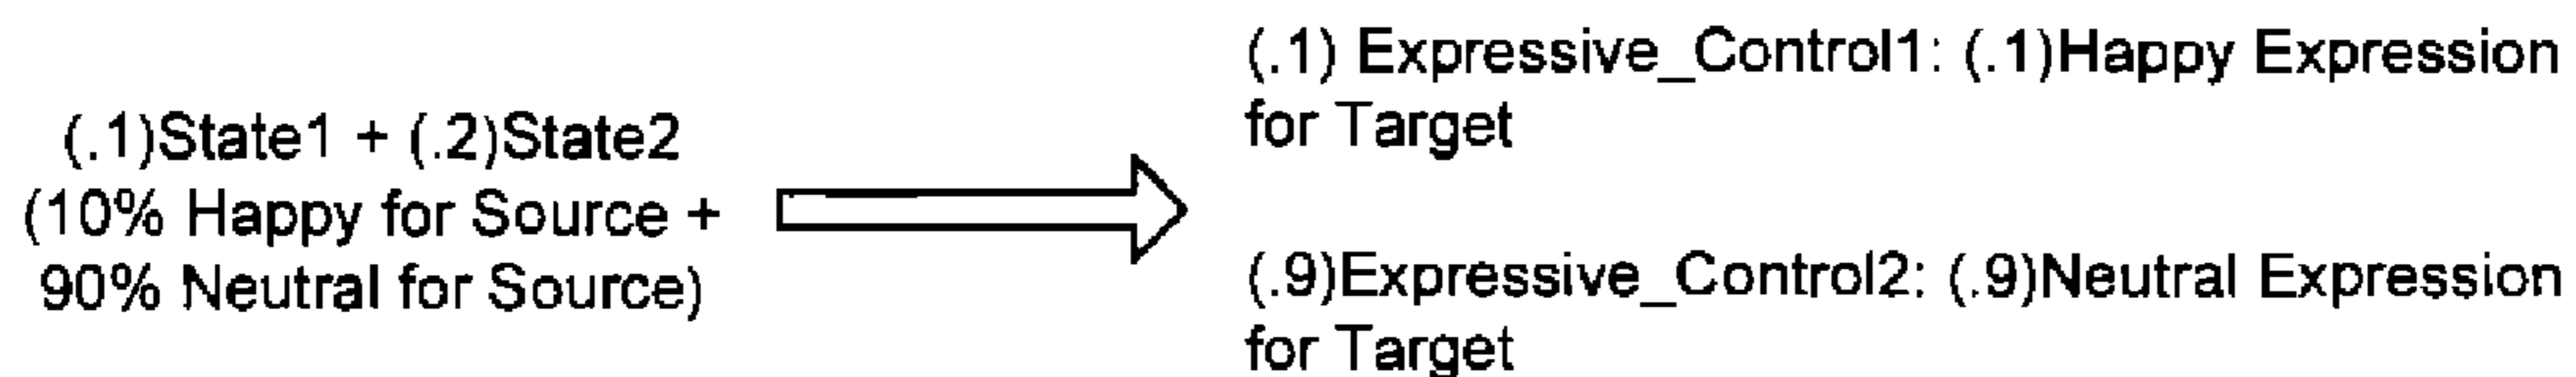 (.1)State1 + (.2)State2
(10% Happy for Source +
90% Neutral for Source)
(.1) Expressive_Control1: (.1)Happy Expression
for Target
(.9)Expressive_Control2: (.9)Neutral Expression
for Target